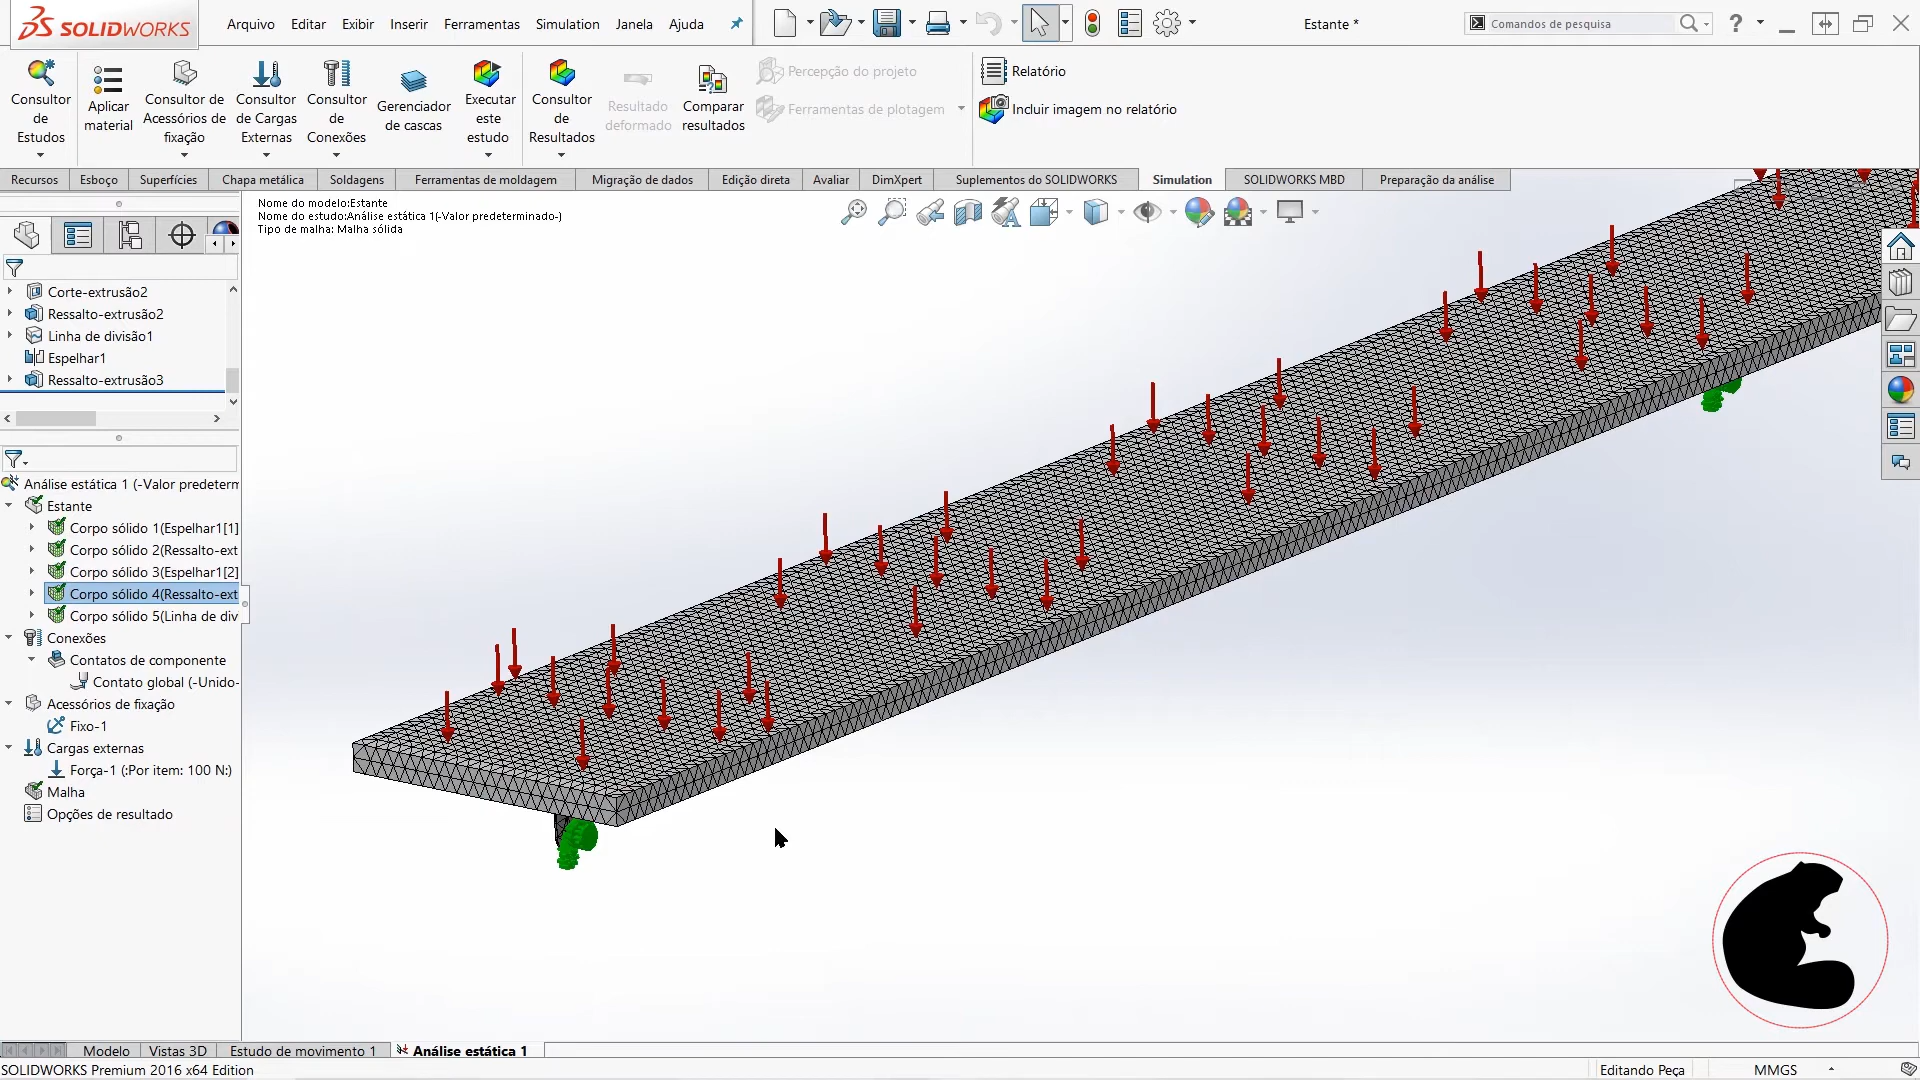 SOLIDWORKS
Arquivo Editar Exibir Inserir Ferramentas Simulation Janela Ajuda
Estante *
Comandos de pesquisa
?
Consultor de Estudos
Aplicar material
Consultor de Acessórios de fixação
Consultor de Cargas Externas
Consultor de Conexões
Gerenciador de cascas
Executar este estudo
Consultor de Resultados
Resultado deformado
Comparar resultados
Percepção do projeto
Ferramentas de plotagem
Relatório
Incluir imagem no relatório
Recursos Esboço Superfícies Chapa metálica Soldagens Ferramentas de moldagem Migração de dados Edição direta Avaliar DimXpert Suplementos do SOLIDWORKS Simulation SOLIDWORKS MBD Preparação da análise
Nome do modelo:Estante
Nome do estudo:Análise estática 1(-Valor predeterminado-)
Tipo de malha: Malha sólida
Corte-extrusão2
Ressalto-extrusão2
Linha de divisão1
Espelhar1
Ressalto-extrusão3
Análise estática 1 (-Valor predeterm
Estante
Corpo sólido 1(Espelhar1[1]
Corpo sólido 2(Ressalto-ext
Corpo sólido 3(Espelhar1[2]
Corpo sólido 4(Ressalto-ext
Corpo sólido 5(Linha de div
Conexões
Contatos de componente
Contato global (-Unido-
Acessórios de fixação
Fixo-1
Cargas externas
Força-1 (:Por item: 100 N:)
Malha
Opções de resultado
Modelo Vistas 3D Estudo de movimento 1 Análise estática 1
SOLIDWORKS Premium 2016 x64 Edition
Editando Peça
MMGS